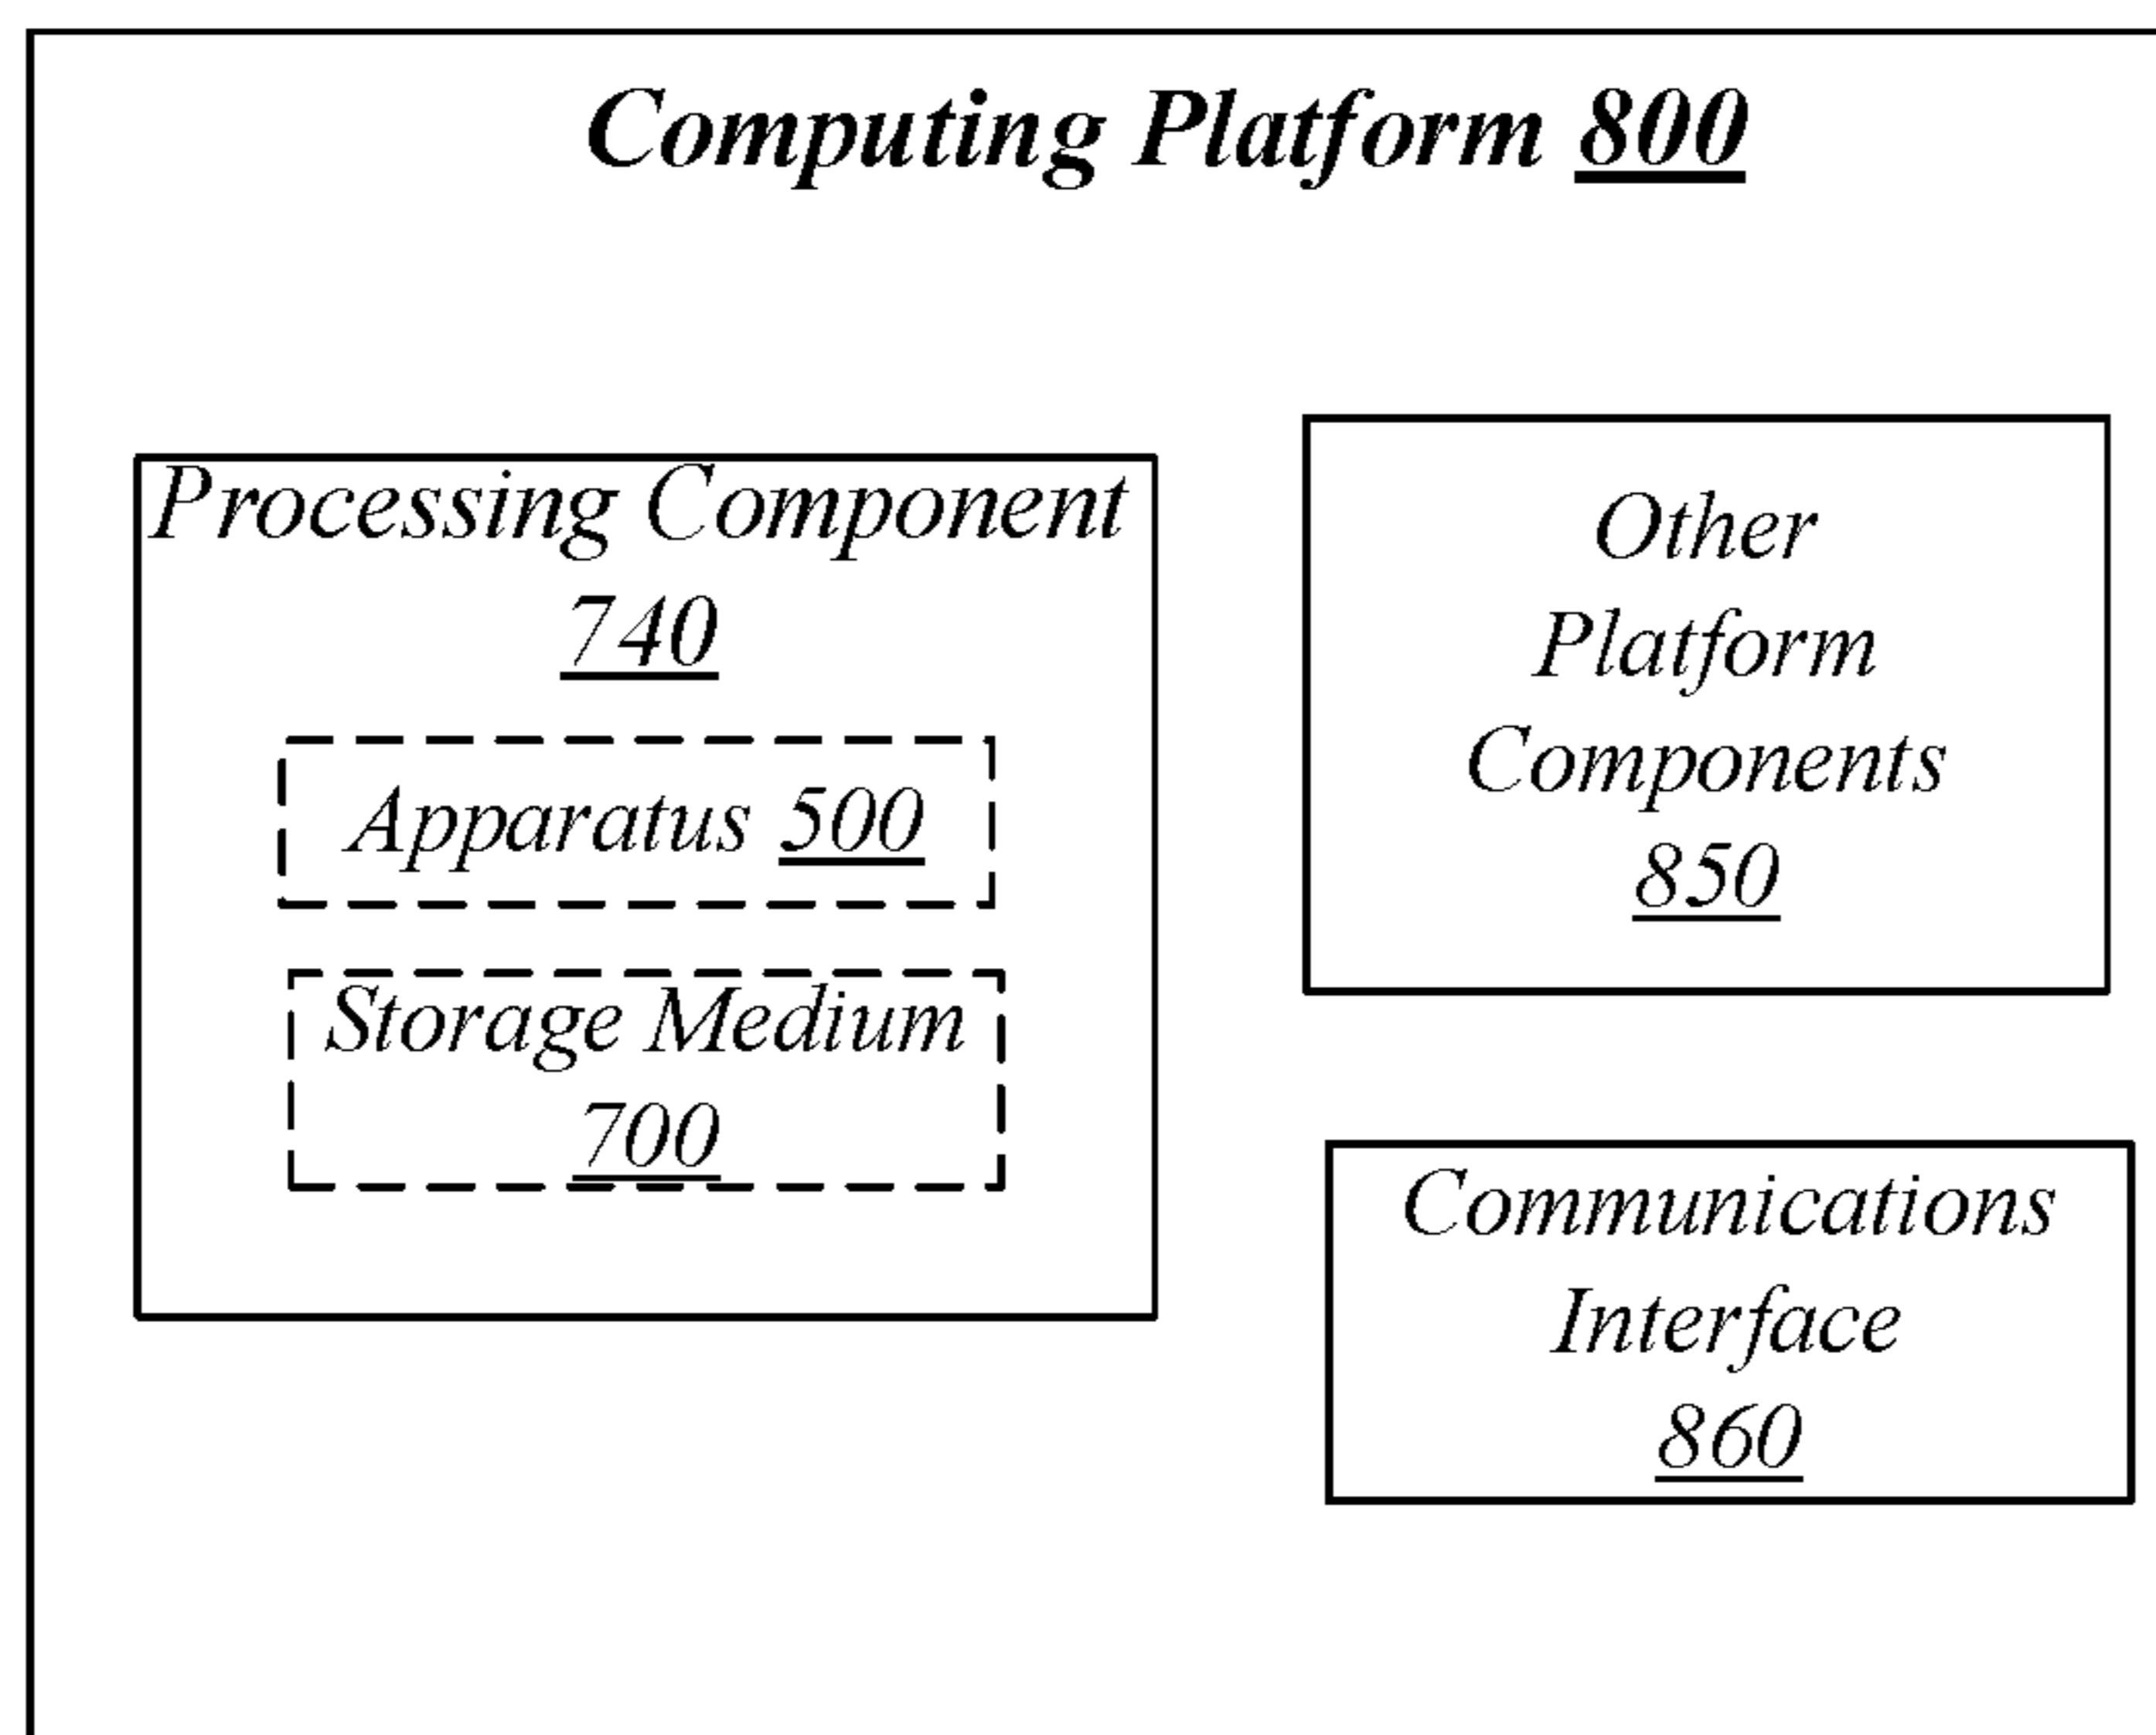 Computing Platform 800
Processing Component
740
Apparatus 500
Storage Medium
700
Other
Platform
Components
850
Communications
Interface
860